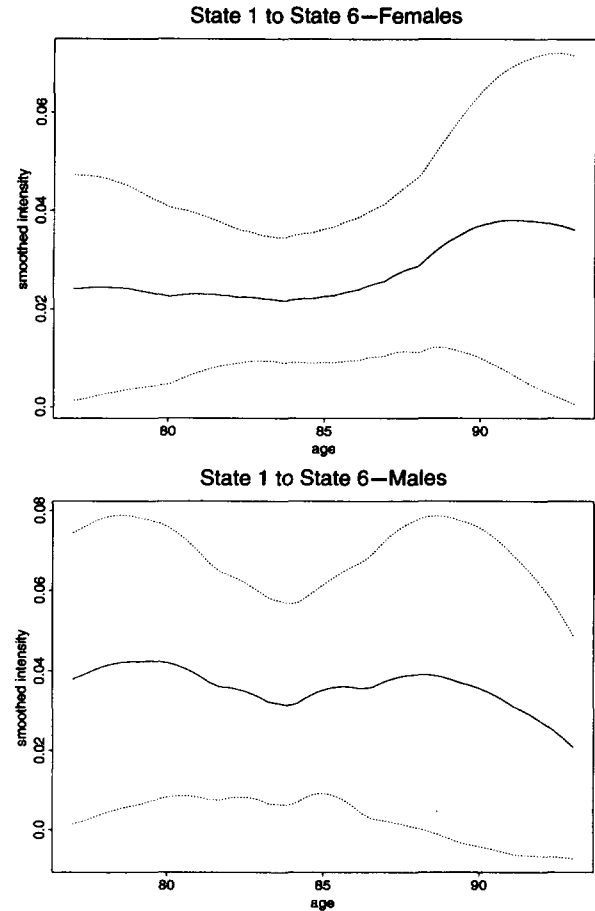 State 1 to State 6—Females
smoothed intensity
0.06
0.04
0.02
0.0
80 85 90
age
State 1 to State 6—Males
smoothed intensity
0.08
0.06
0.04
0.02
0.0
80 85 90
age